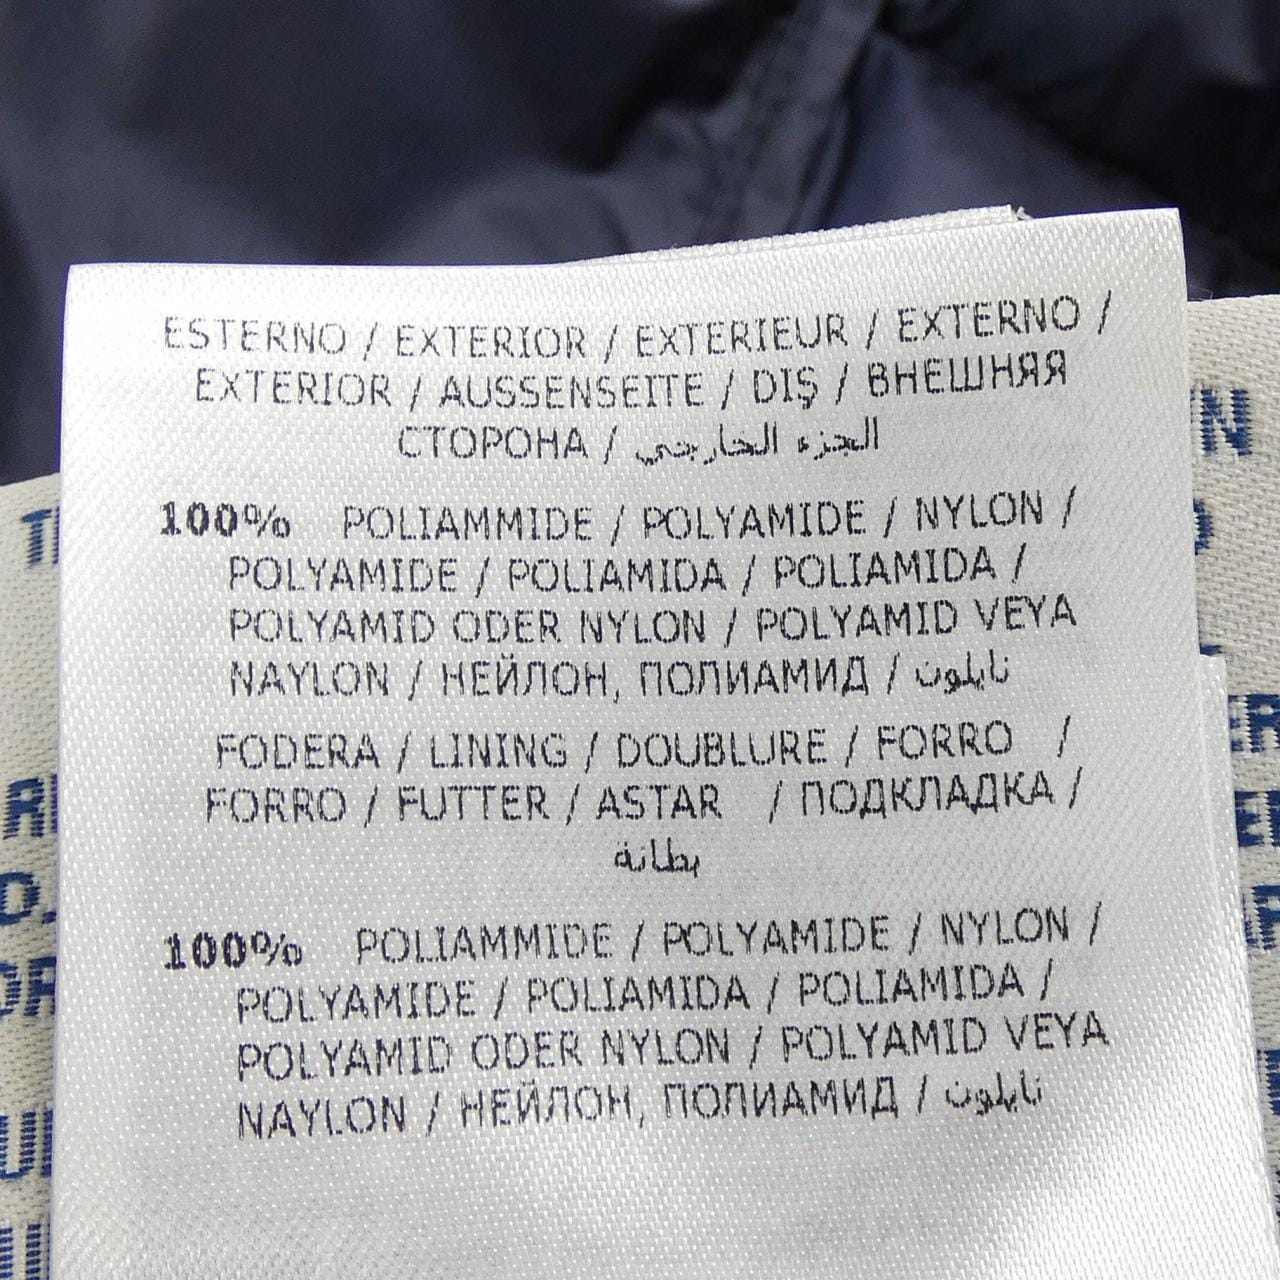 ESTERNO / EXTERIOR / EXTERIEUR / EXTERNO /
EXTERIOR / AUSSENSEITE / DIŞ / ВНЕШНЯЯ
СТОРОНА / الجزء الخارجي
100% POLIAMMIDE / POLYAMIDE / NYLON /
POLYAMIDE / POLIAMIDA / POLIAMIDA /
POLYAMID ODER NYLON / POLYAMID VEYA
NAYLON / НЕЙЛОН, ПОЛИАМИД / نايلون
FODERA / LINING / DOUBLURE / FORRO /
FORRO / FUTTER / ASTAR / ПОДКЛАДКА /
بطانة
100% POLIAMMIDE / POLYAMIDE / NYLON /
POLYAMIDE / POLIAMIDA / POLIAMIDA /
POLYAMID ODER NYLON / POLYAMID VEYA
NAYLON / НЕЙЛОН, ПОЛИАМИД / نايلون